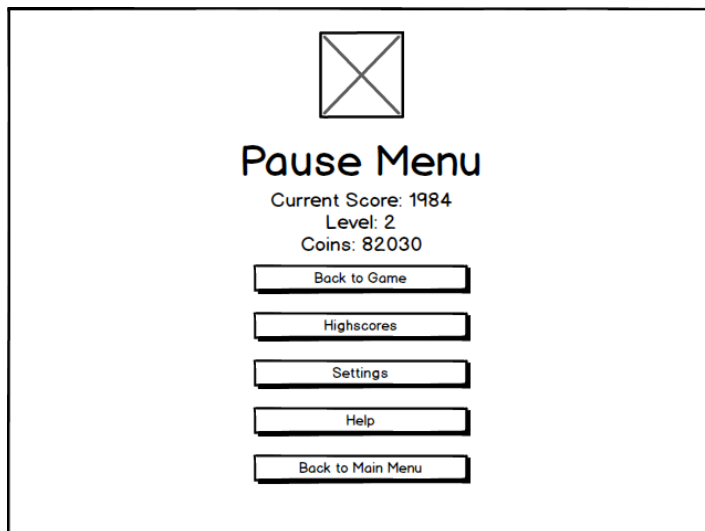 Pause Menu
Current Score: 1984
Level: 2
Coins: 82030
Back to Game
Highscores
Settings
Help
Back to Main Menu